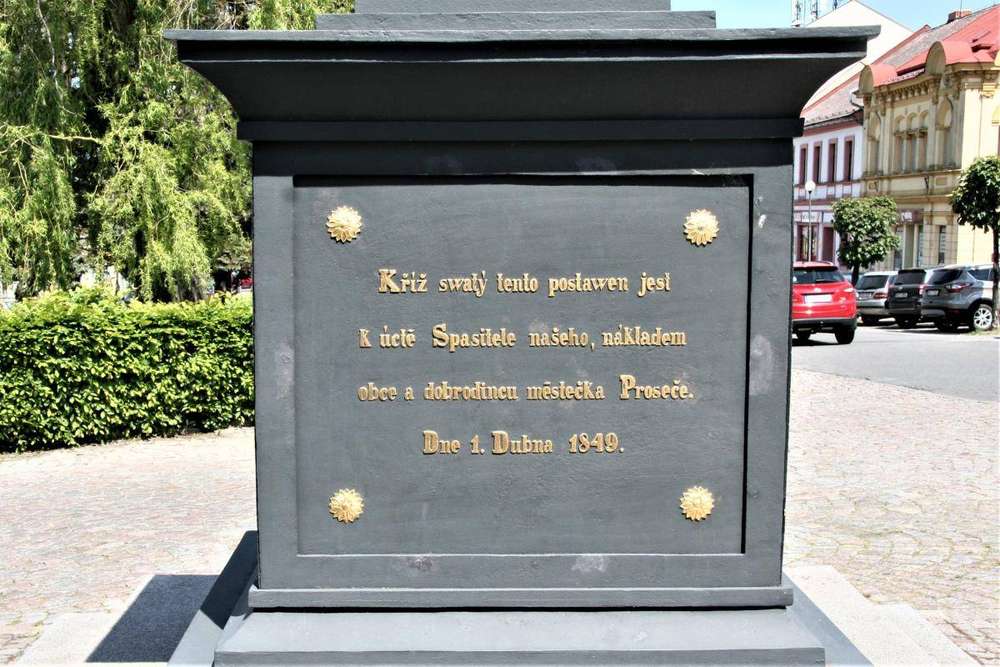 Kříž swatý tento postawen jest
k úctě Spasitele našeho, nákladem
obce a dobrodincu městečka Proseče.
Dne 1. Dubna 1849.